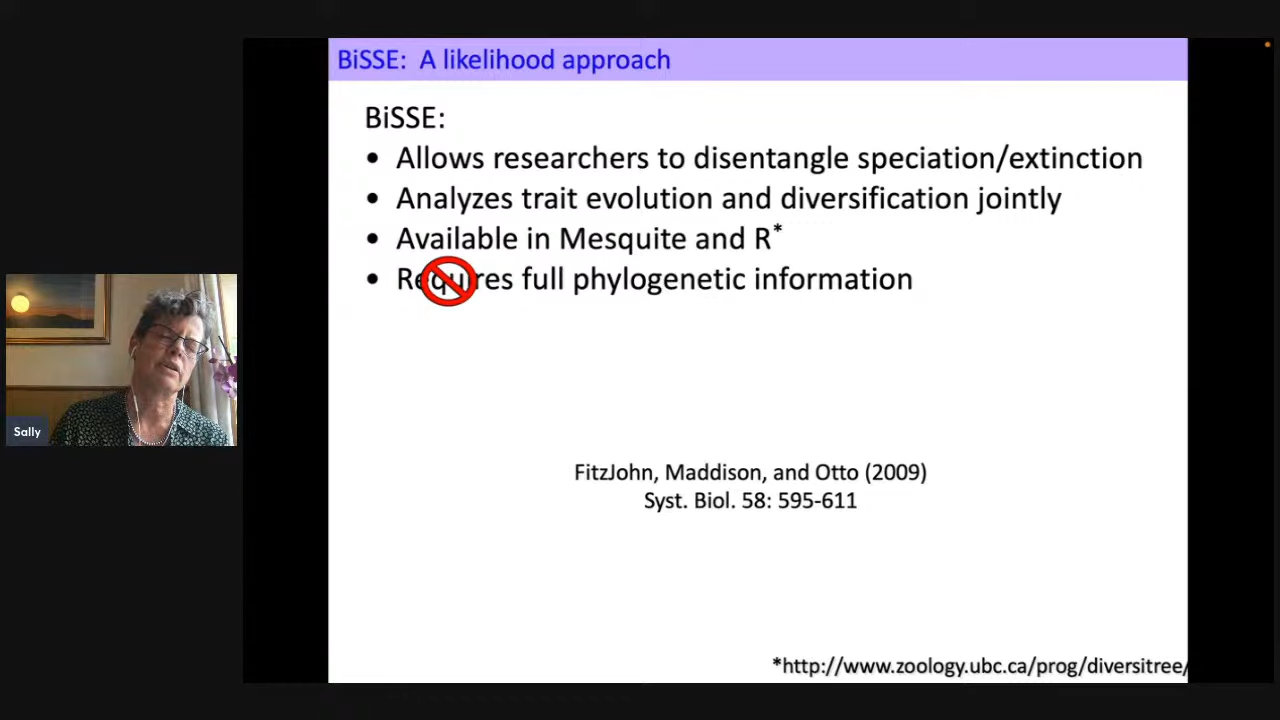 BiSSE: A likelihood approach
BiSSE:
• Allows researchers to disentangle speciation/extinction
• Analyzes trait evolution and diversification jointly
• Available in Mesquite and R*
• Requires full phylogenetic information
Sally
FitzJohn, Maddison, and Otto (2009)
Syst. Biol. 58: 595-611
*http://www.zoology.ubc.ca/prog/diversitree/